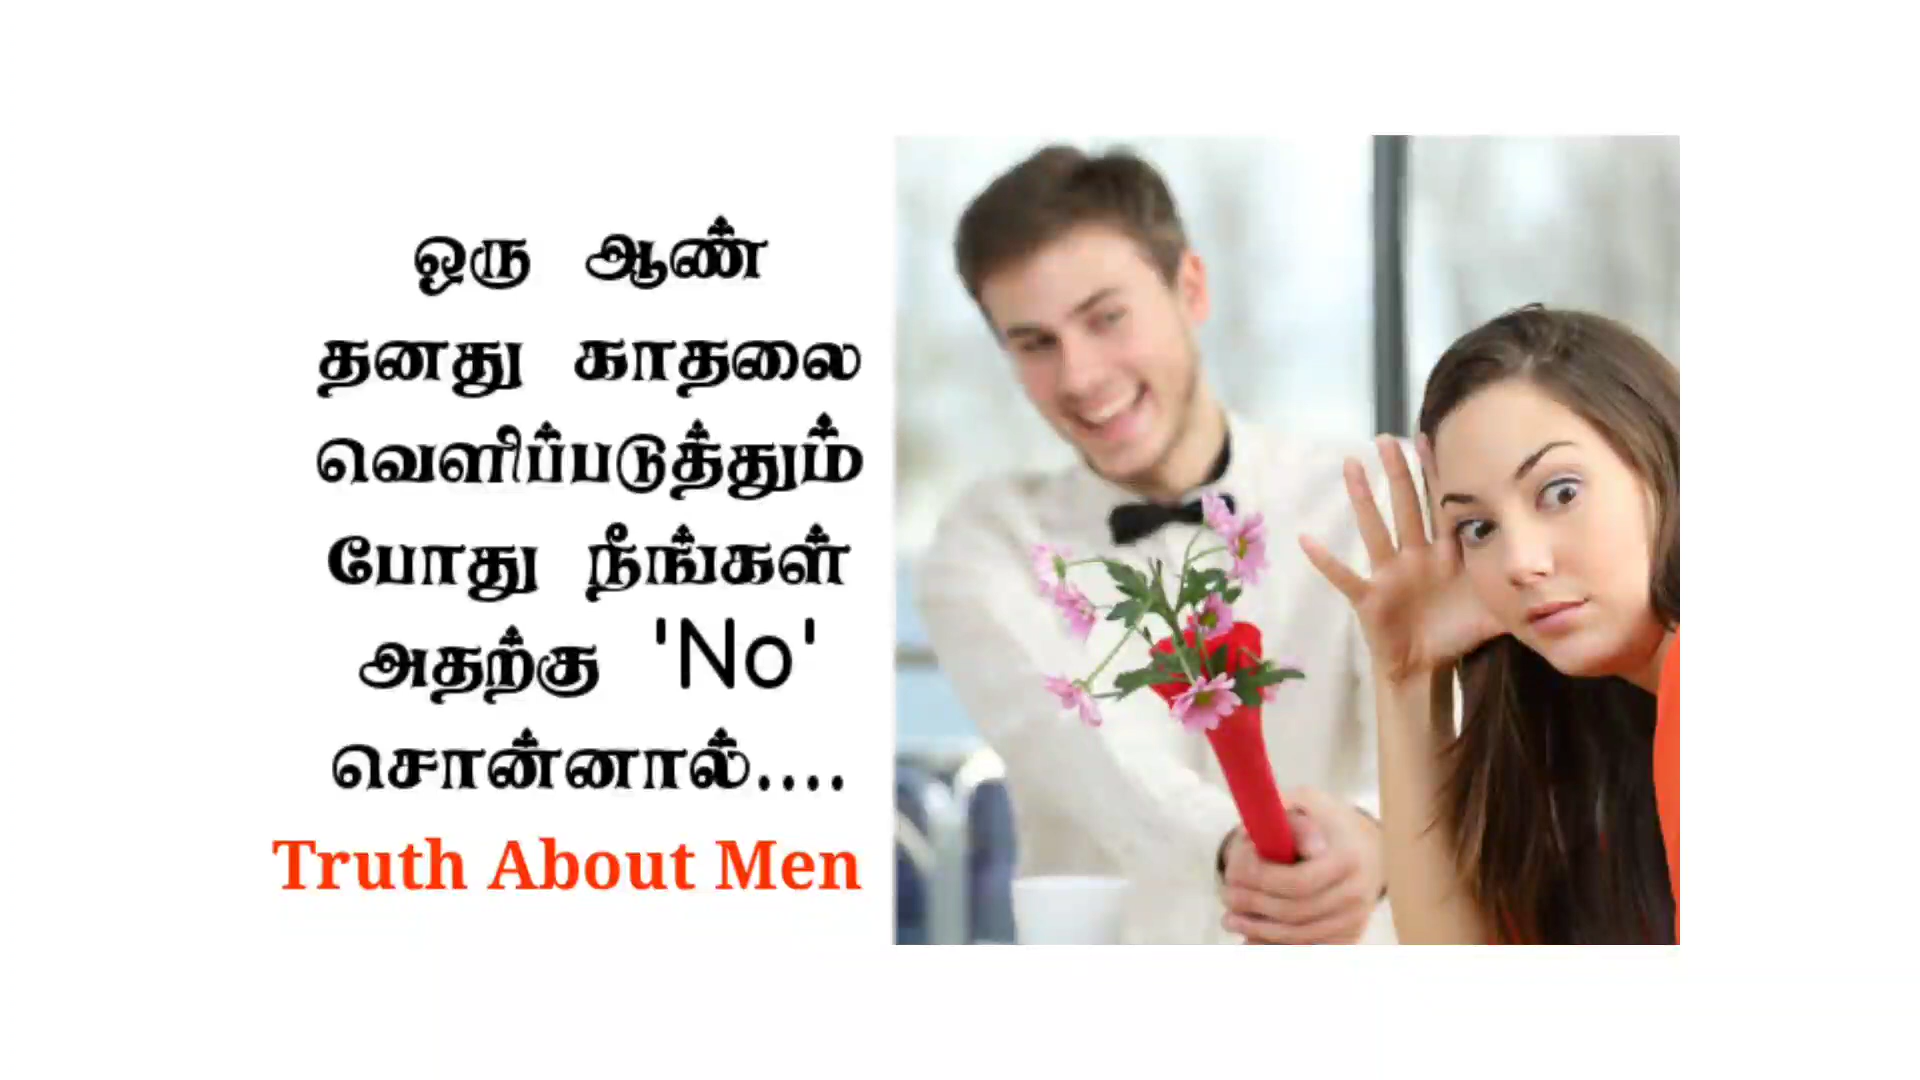 ஒரு ஆண்
தனது காதலை
வெளிப்படுத்தும்
போது நீங்கள்
அதற்கு 'No'
சொன்னால்....
Truth About Men